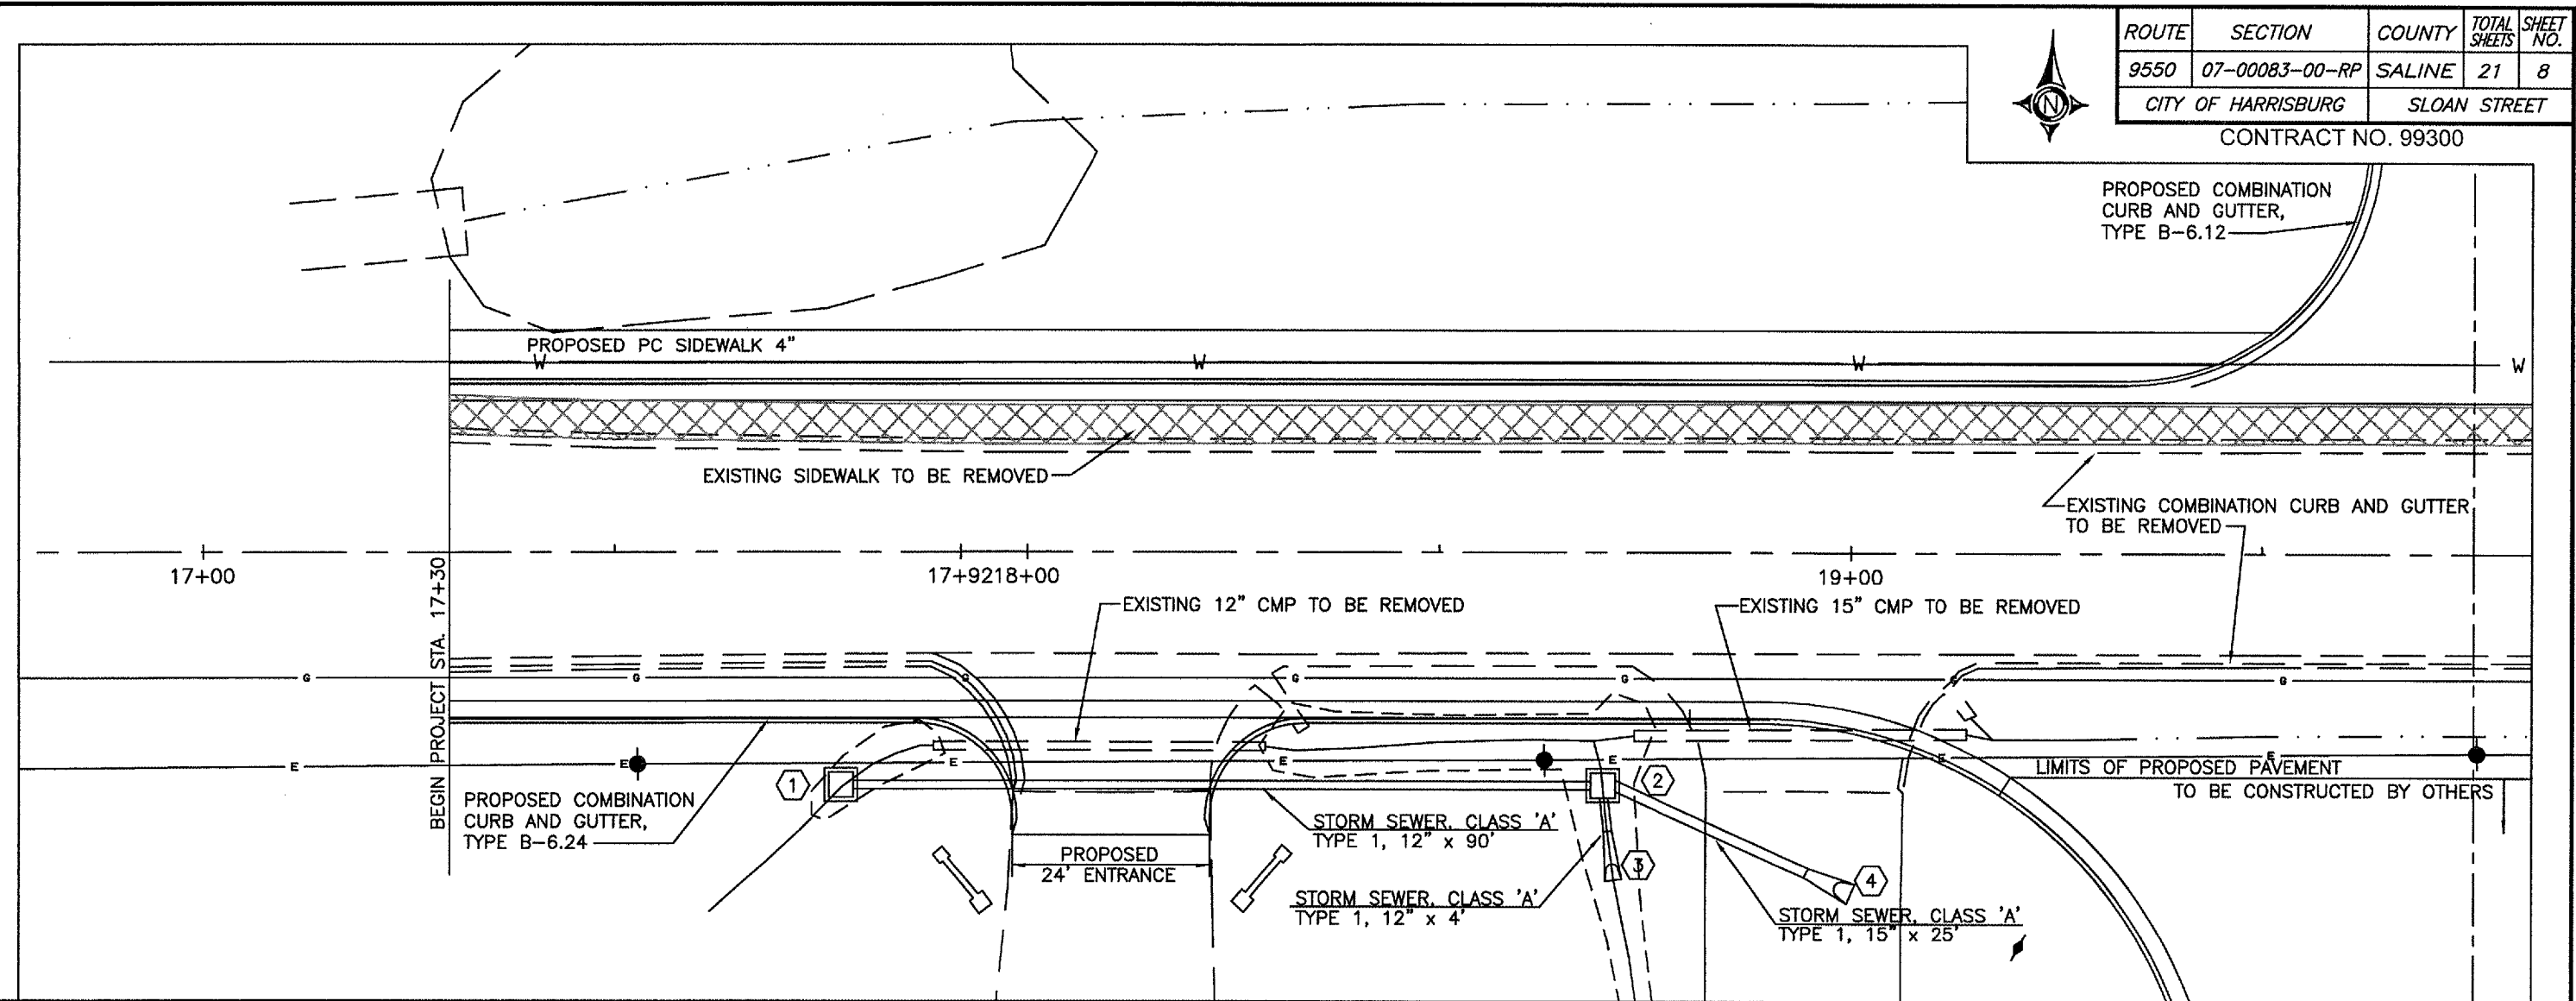 ROUTE SECTION COUNTY TOTAL SHEETS SHEET NO.
9550 07-00083-00-RP SALINE 21 8
CITY OF HARRISBURG SLOAN STREET
CONTRACT NO. 99300
N
PROPOSED COMBINATION
CURB AND GUTTER,
TYPE B-6.12
PROPOSED PC SIDEWALK 4"
W W W W
EXISTING SIDEWALK TO BE REMOVED
EXISTING COMBINATION CURB AND GUTTER
TO BE REMOVED
17+00 17+92 18+00 19+00
BEGIN PROJECT STA. 17+30
EXISTING 12" CMP TO BE REMOVED
EXISTING 15" CMP TO BE REMOVED
G G G G G G G
E E E E E E E
LIMITS OF PROPOSED PAVEMENT
TO BE CONSTRUCTED BY OTHERS
1
2
PROPOSED COMBINATION
CURB AND GUTTER,
TYPE B-6.24
STORM SEWER, CLASS 'A'
TYPE 1, 12" x 90'
PROPOSED
24' ENTRANCE
3
4
STORM SEWER, CLASS 'A'
TYPE 1, 12" x 4'
STORM SEWER, CLASS 'A'
TYPE 1, 15" x 25'